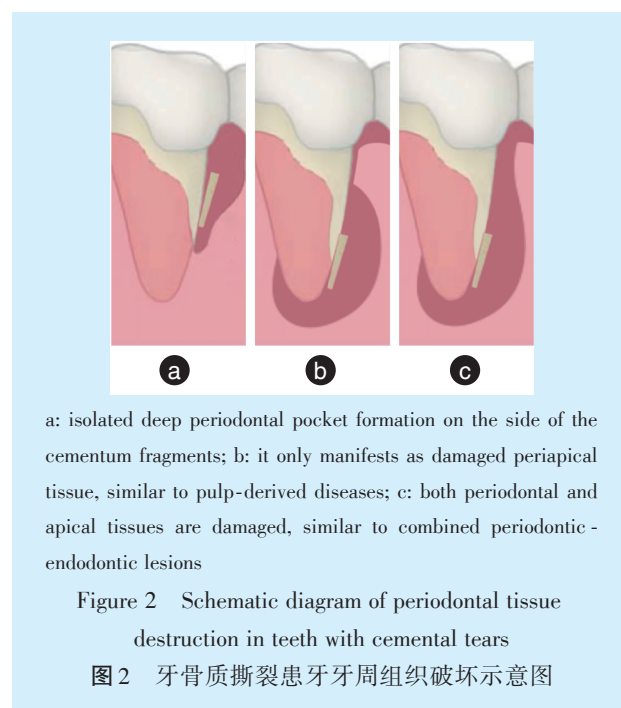 a b c
a: isolated deep periodontal pocket formation on the side of the
cementum fragments; b: it only manifests as damaged periapical
tissue, similar to pulp-derived diseases; c: both periodontal and
apical tissues are damaged, similar to combined periodontic-
endodontic lesions
Figure 2 Schematic diagram of periodontal tissue
destruction in teeth with cemental tears
图2 牙骨质撕裂患牙牙周组织破坏示意图